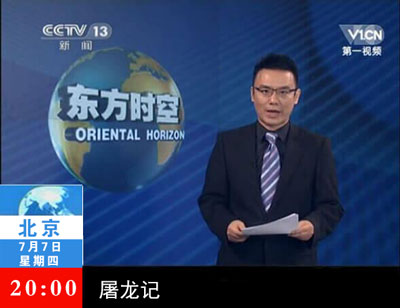 CCTV 13
新闻
V1.CN
第一视频
东方时空
ORIENTAL HORIZON
北京
7月7日
星期四
20:00
屠龙记